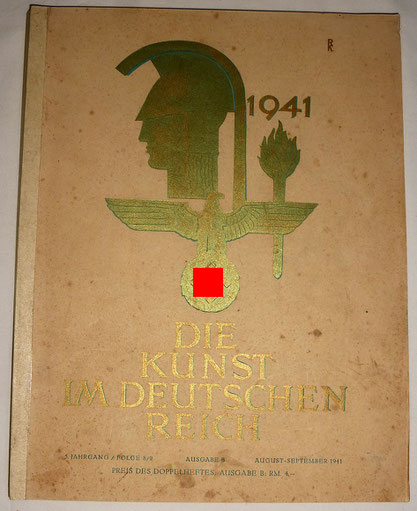 RK
1941
DIE
KUNST
IM DEUTSCHEN
REICH
5. JAHRGANG / FOLGE 8/9 AUSGABE B AUGUST-SEPTEMBER 1941
PREIS DES DOPPELHEFTES, AUSGABE B: RM. 4.–